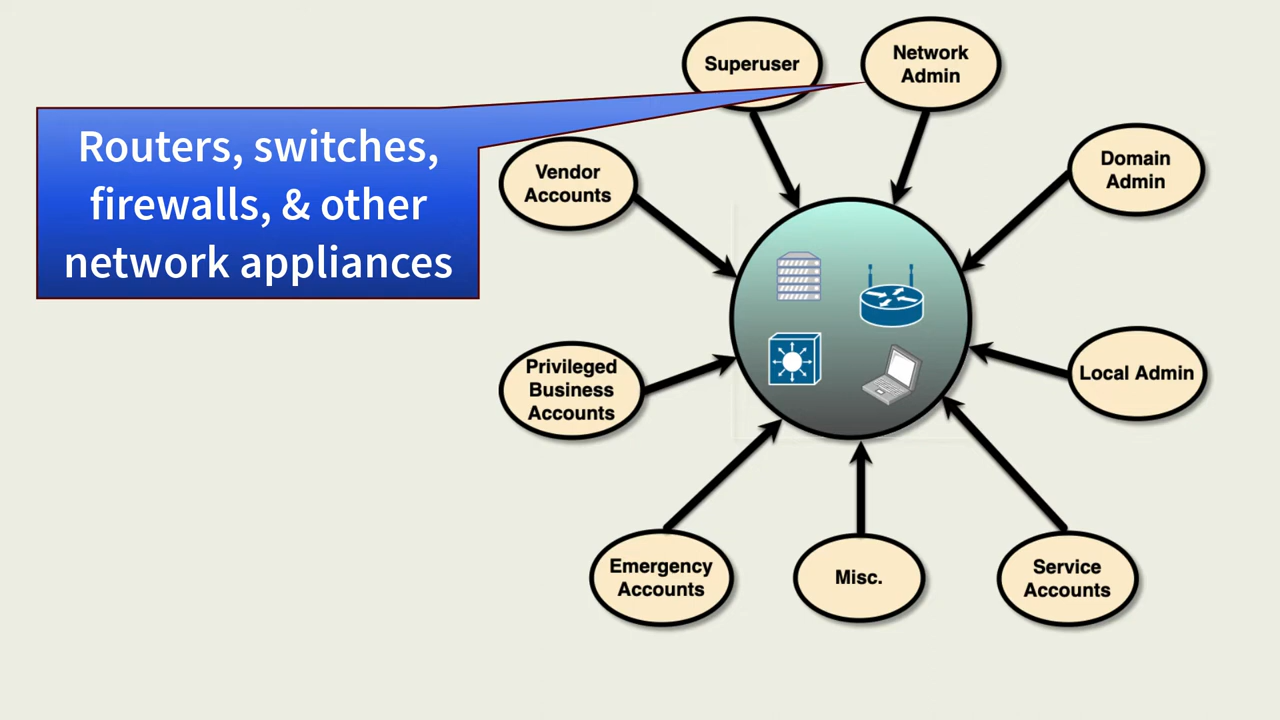 Superuser
Network
Admin
Routers, switches,
firewalls, & other
network appliances
Vendor
Accounts
Domain
Admin
Privileged
Business
Accounts
Local Admin
Emergency
Accounts
Misc.
Service
Accounts